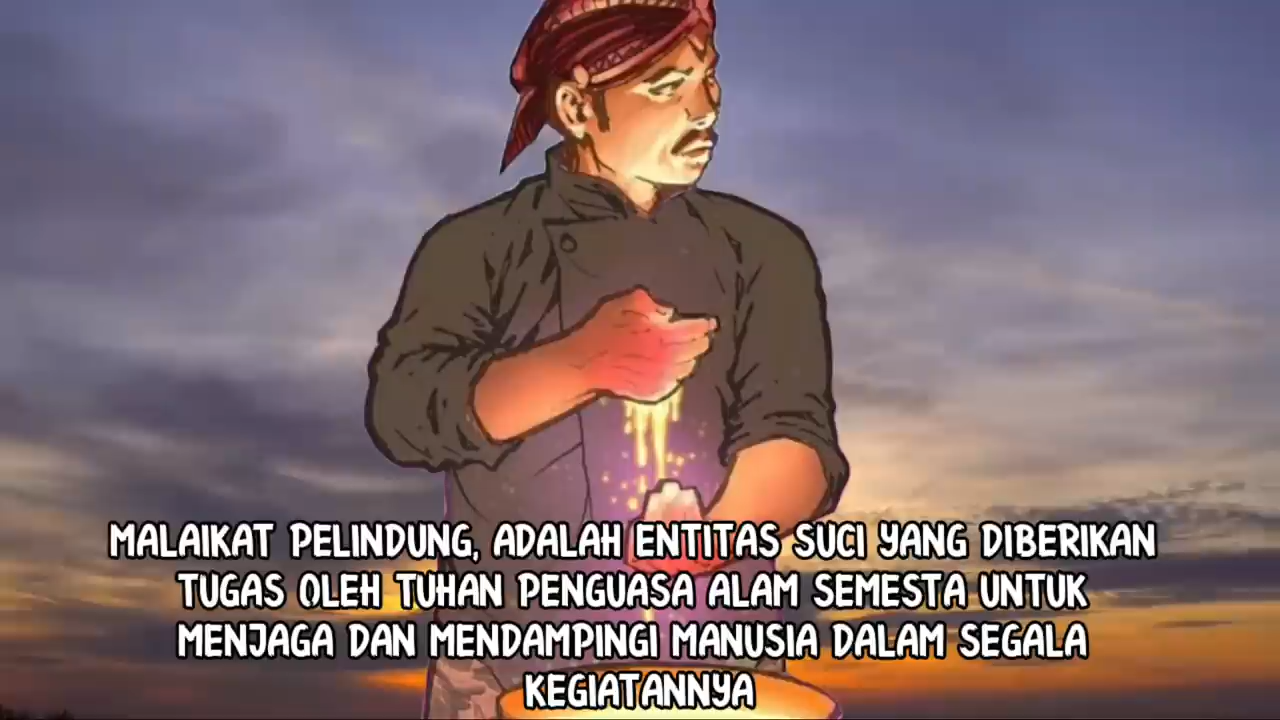 MALAIKAT PELINDUNG, ADALAH ENTITAS SUCI YANG DIBERIKAN
TUGAS OLEH TUHAN PENGUASA ALAM SEMESTA UNTUK
MENJAGA DAN MENDAMPINGI MANUSIA DALAM SEGALA
KEGIATANNYA